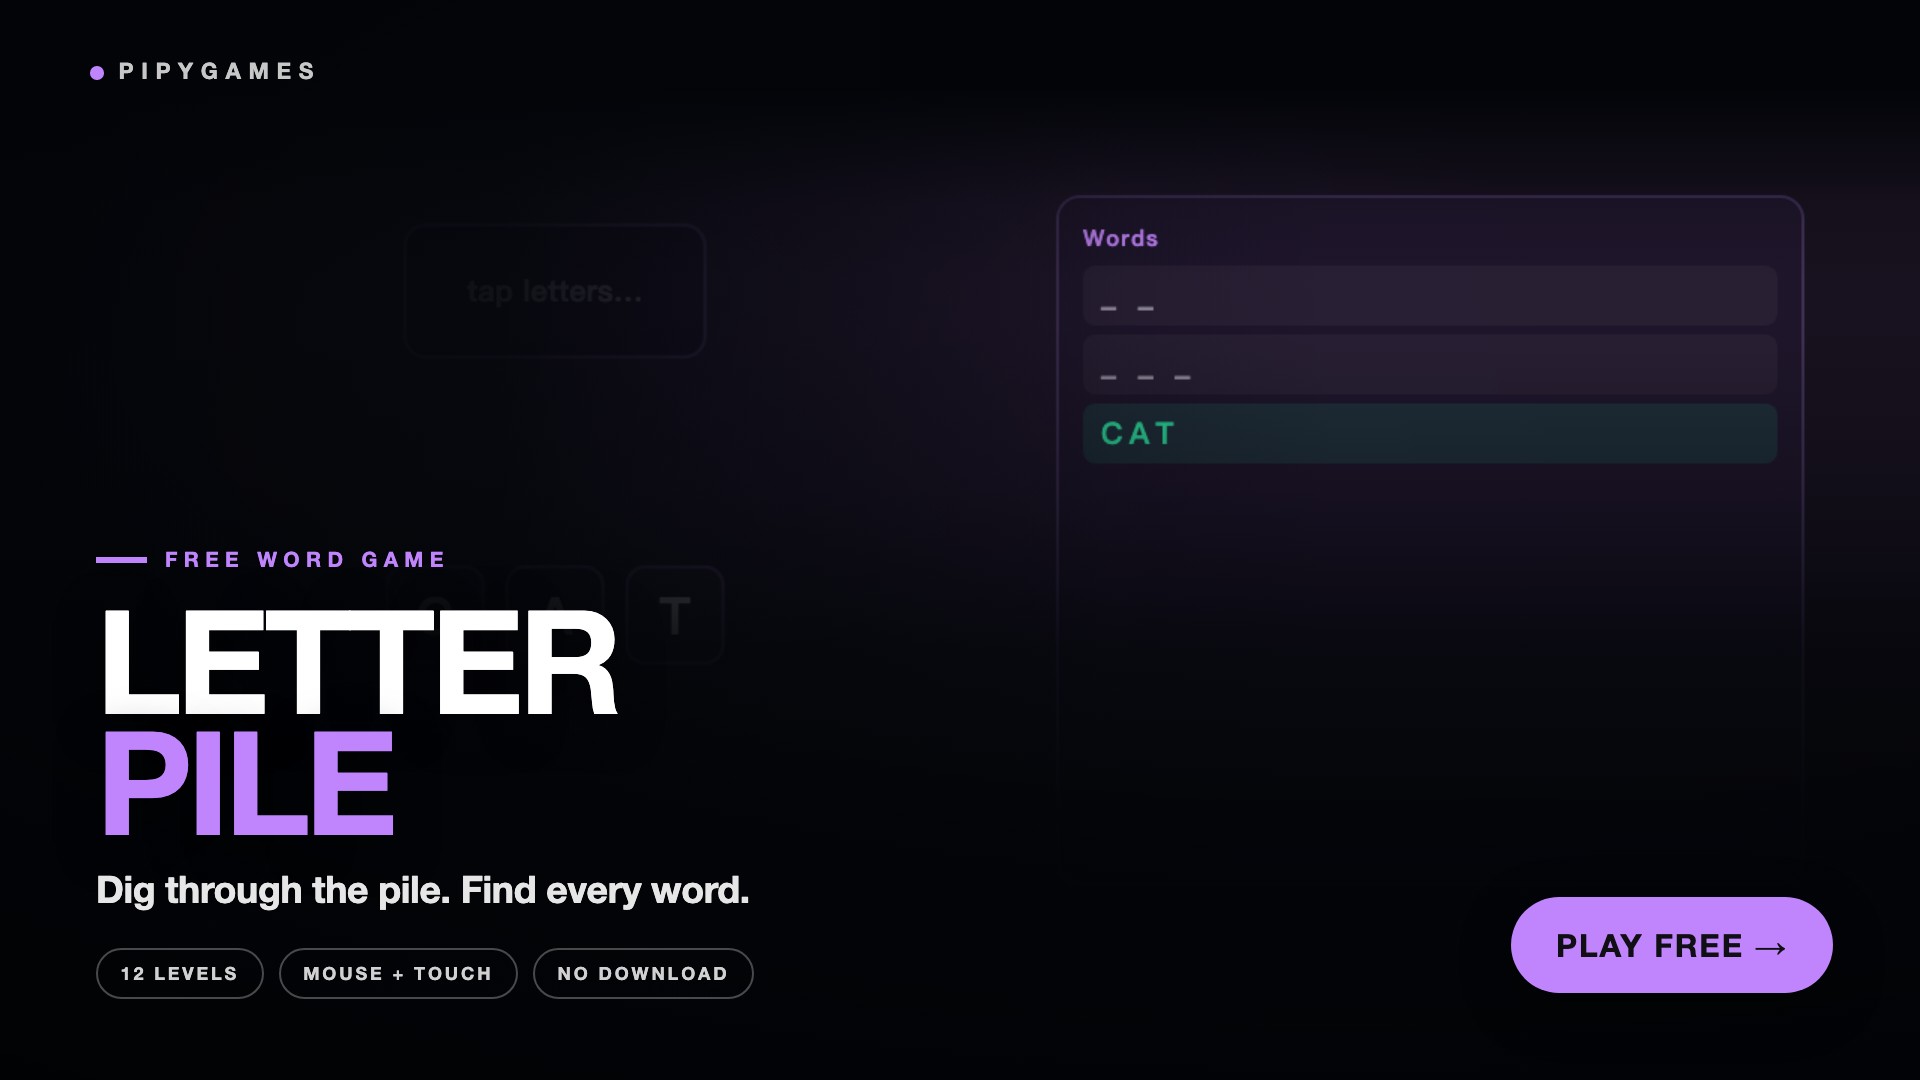 PIPYGAMES
tap letters...
Words
_ _
_ _ _
CAT
FREE WORD GAME
T
LETTER
PILE
Dig through the pile. Find every word.
12 LEVELS
MOUSE + TOUCH
NO DOWNLOAD
PLAY FREE →